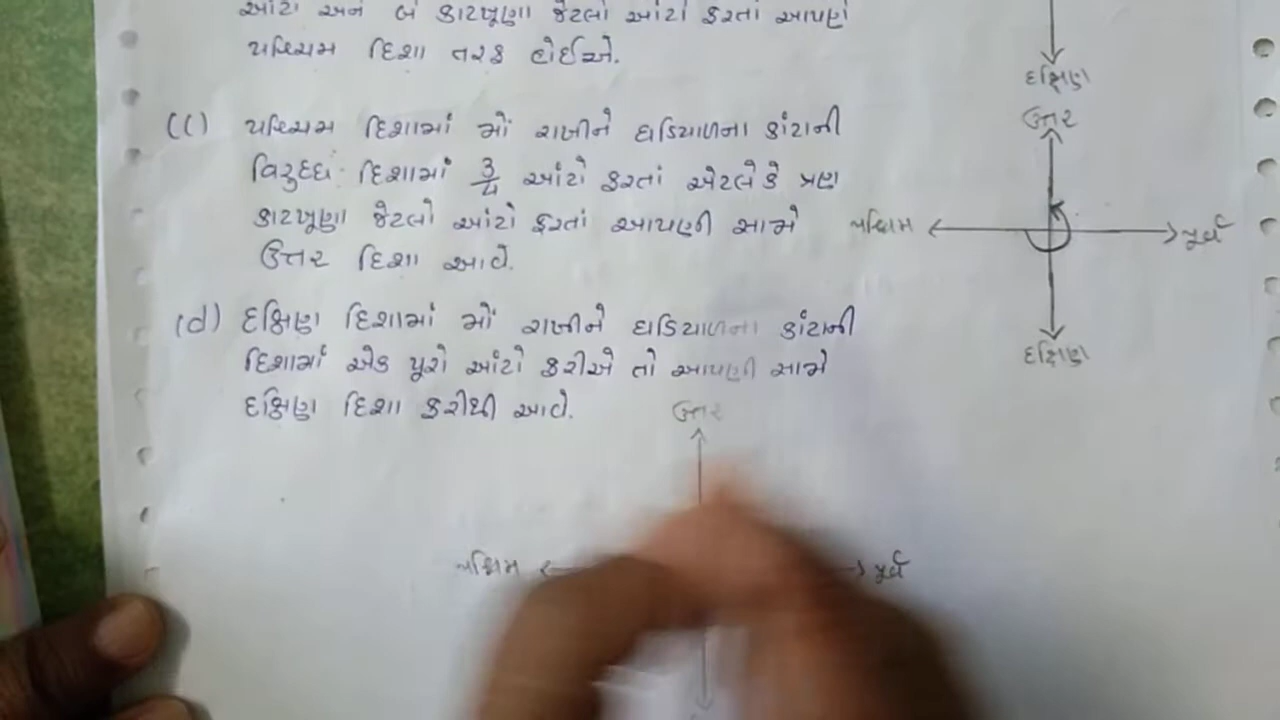 આંટો અને બે કાટખૂણા જેટલો આંટો ફરતાં આપણે
પશ્ચિમ દિશા તરફ હોઈએ.
દક્ષિણ
(c) પશ્ચિમ દિશામાં મોં રાખીને ઘડિયાળના કાંટાની
ઉત્તર
વિરુદ્ધ દિશામાં 3/4 આંટો ફરતાં એટલે કે ત્રણ
કાટખૂણા જેટલો આંટો ફરતાં આપણી સામે
પશ્ચિમ પૂર્વ
ઉત્તર દિશા આવે.
(d) દક્ષિણ દિશામાં મોં રાખીને ઘડિયાળના કાંટાની
દક્ષિણ
દિશામાં એક પૂરો આંટો ફરીએ તો આપણી સામે
દક્ષિણ દિશા ફરીથી આવે.
ઉત્તર
પશ્ચિમ પૂર્વ